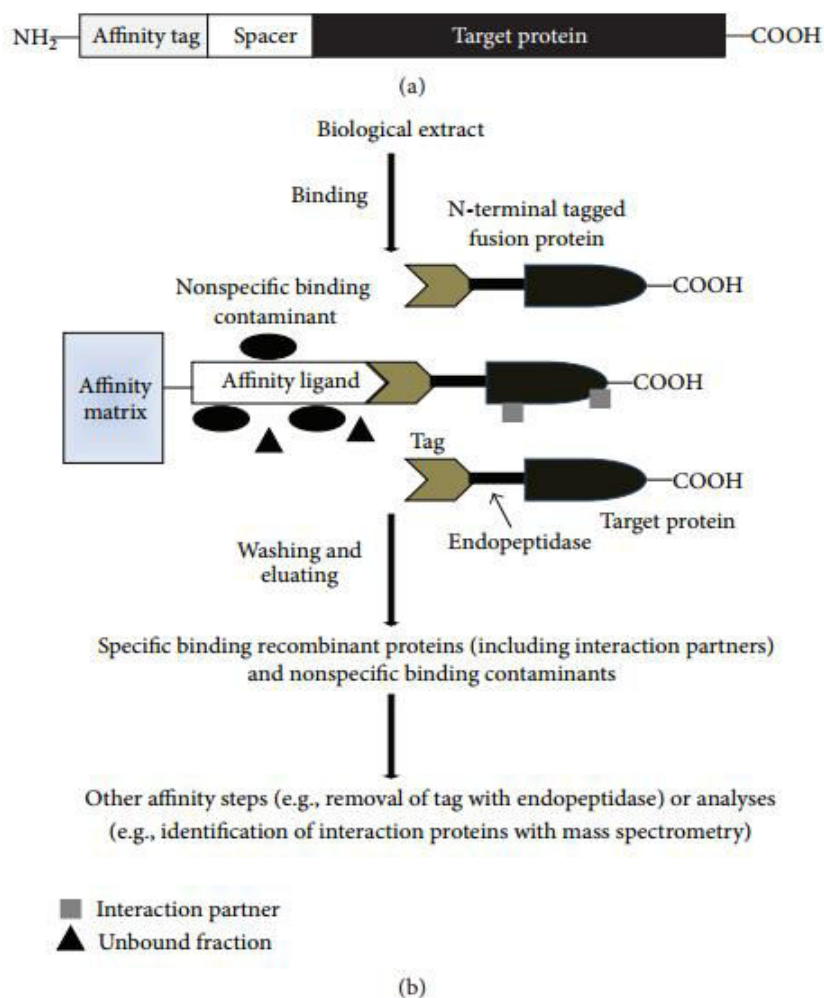 NH2 Affinity tag Spacer Target protein COOH
(a)
Biological extract
Binding
N-terminal tagged
fusion protein
COOH
Nonspecific binding
contaminant
Affinity
matrix
Affinity ligand
COOH
Tag
COOH
Target protein
Endopeptidase
Washing and
eluating
Specific binding recombinant proteins (including interaction partners)
and nonspecific binding contaminants
Other affinity steps (e.g., removal of tag with endopeptidase) or analyses
(e.g., identification of interaction proteins with mass spectrometry)
Interaction partner
Unbound fraction
(b)